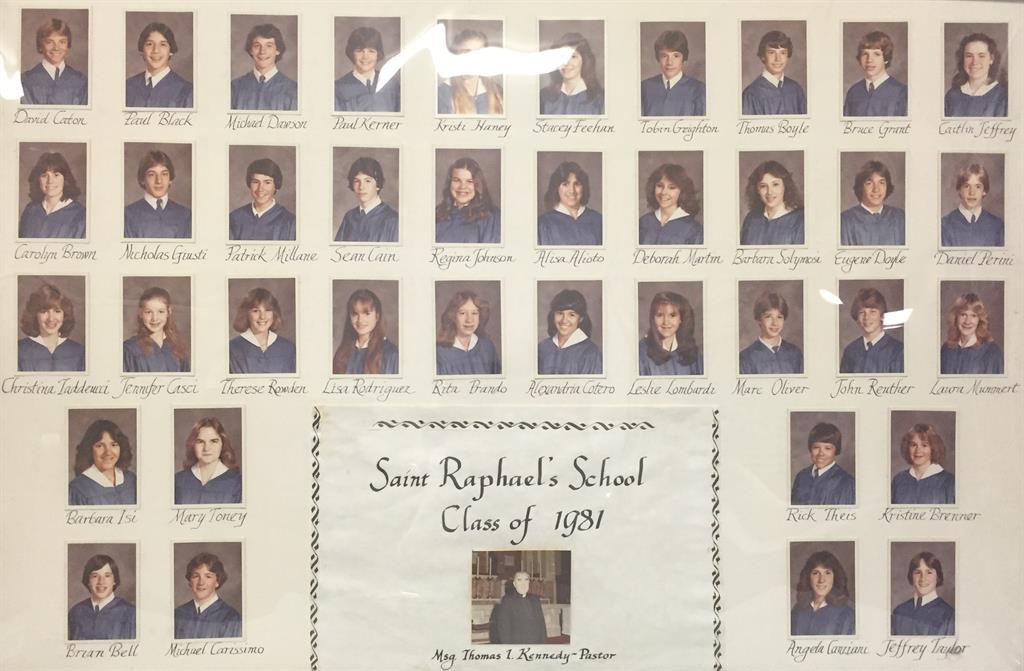 David Caton Paul Black Michael Dawson Paul Kerner Kristi Haney Stacey Feehan Tobin Greighton Thomas Boyle Bruce Grant Caitlin Jeffrey
Carolyn Brown Nicholas Giusti Patrick Millane Sean Cain Regina Johnson Alisa Alioto Deborah Martin Barbara Solymosi Eugene Doyle Daniel Perini
Christina Taddeucci Jennifer Casci Therese Rowden Lisa Rodriguez Rita Prando Alexandria Cotero Leslie Lombardi Marc Oliver John Reuther Laura Mummert
Saint Raphael's School
Class of 1981
Barbara Isi Mary Toney Rick Theis Kristine Brenner
Brian Bell Michael Carissimo Angela Jeffrey Taylor
Msg. Thomas I. Kennedy-Pastor